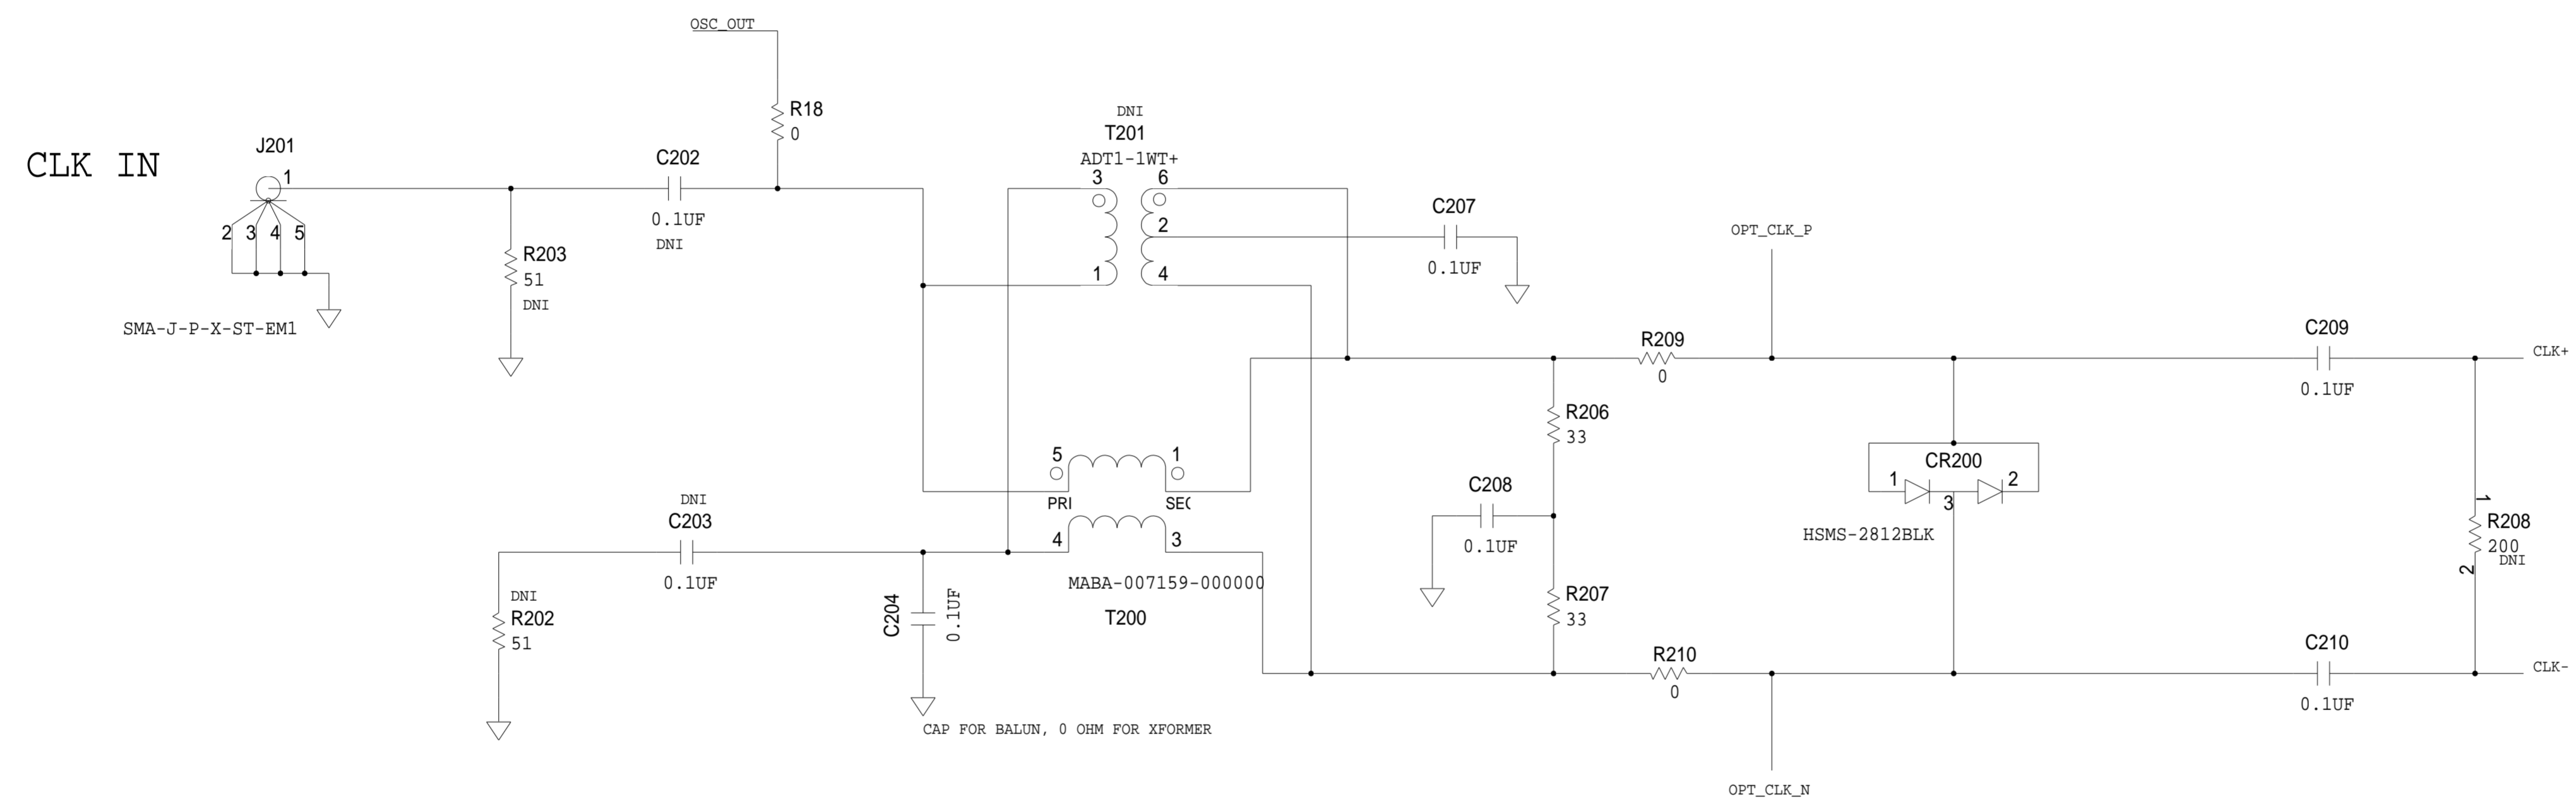 OSC_OUT
R18
0
DNI
T201
ADT1-1WT+
3
6
2
1
4
CLK IN
J201
1
2
3
4
5
SMA-J-P-X-ST-EM1
C202
0.1UF
DNI
R203
51
DNI
C207
0.1UF
OPT_CLK_P
R209
0
C209
0.1UF
CLK+
R206
33
C208
0.1UF
R207
33
CR200
1
2
3
HSMS-2812BLK
1
R208
200
DNI
2
5
1
PRI
SEC
4
3
MABA-007159-000000
T200
DNI
C203
0.1UF
DNI
R202
51
C204
0.1UF
CAP FOR BALUN, 0 OHM FOR XFORMER
R210
0
C210
0.1UF
CLK-
OPT_CLK_N